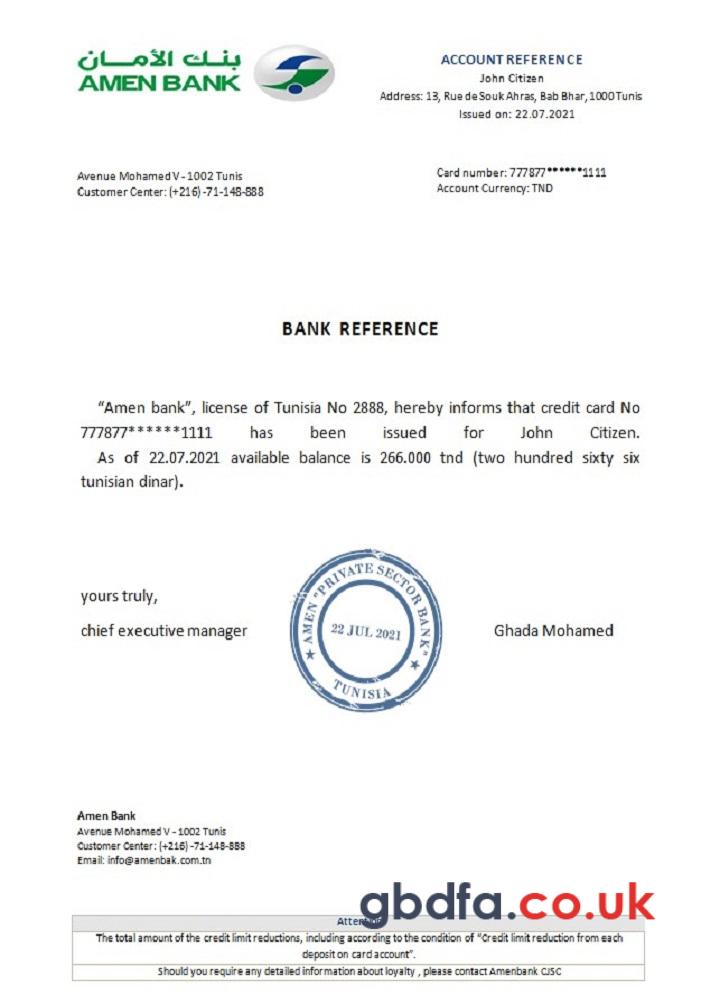 بنك الأمان
AMEN BANK
ACCOUNT REFERENCE
John Citizen
Address: 13, Rue de Souk Ahras, Bab Bhar, 1000 Tunis
Issued on: 22.07.2021
Avenue Mohamed V - 1002 Tunis
Customer Center: (+216) -71-148-888
Card number: 777877******1111
Account Currency: TND
BANK REFERENCE
“Amen bank”, license of Tunisia No 2888, hereby informs that credit card No
777877******1111 has been issued for John Citizen.
As of 22.07.2021 available balance is 266.000 tnd (two hundred sixty six
tunisian dinar).
yours truly,
chief executive manager
AMEN "PRIVATE SECTOR BANK"
22 JUL 2021
TUNISIA
Ghada Mohamed
Amen Bank
Avenue Mohamed V - 1002 Tunis
Customer Center: (+216) -71-148-888
Email: info@amenbak.com.tn
gbdfa.co.uk
The total amount of the credit limit reductions, including according to the condition of “Credit limit reduction from each
deposit on card account”.
Should you require any detailed information about loyalty , please contact Amenbank CJSC